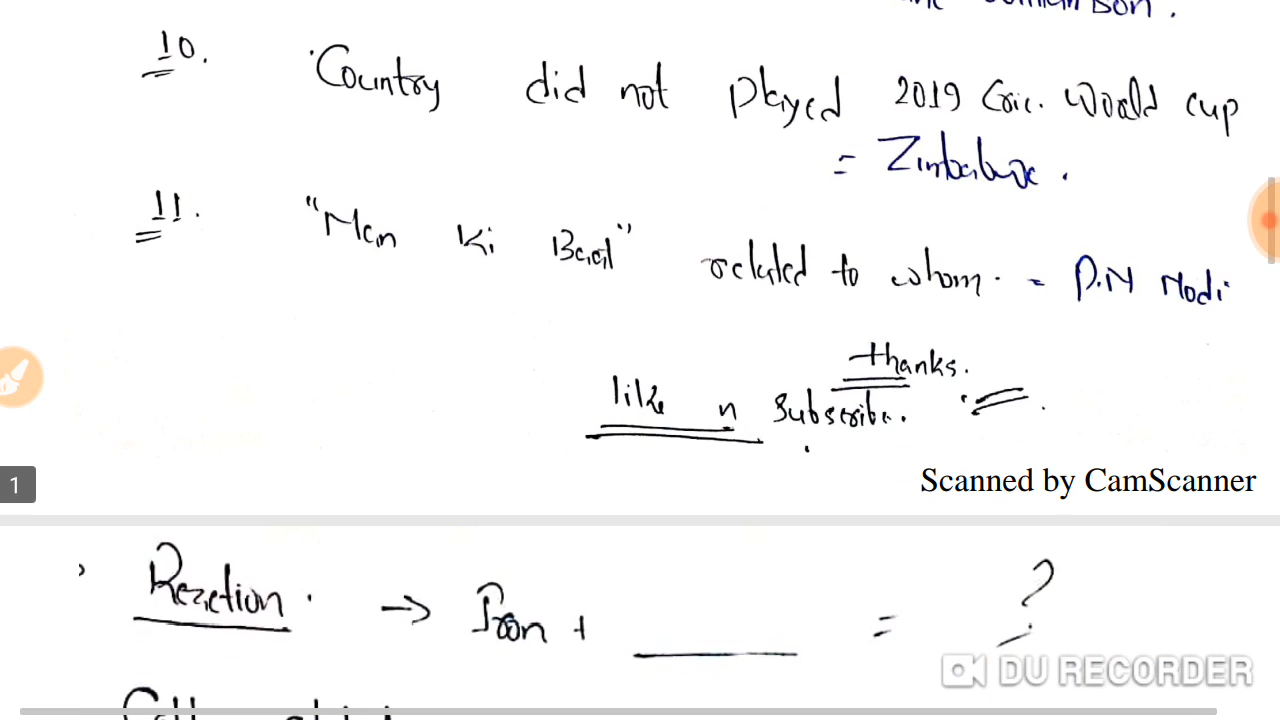 10. Country did not played 2019 Cric. World cup
= Zimbabwe.
11. "Man Ki Baat" related to whom. = P.N Modi
thanks.
like n Subscribe.
1
Scanned by CamScanner
Reaction. → Iron + ______ = ?
DU RECORDER